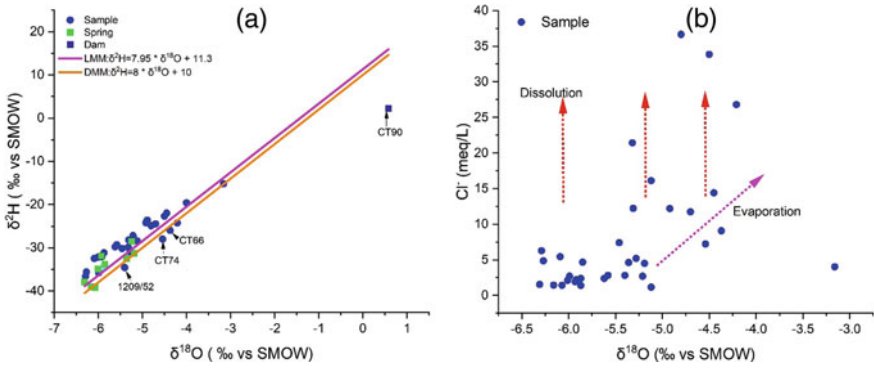 (a)
Sample
Spring
Dam
LMM:δ²H=7.95 * δ¹⁸O + 11.3
DMM:δ²H=8 * δ¹⁸O + 10
20
10
0
-10
-20
-30
-40
δ²H ( ‰ vs SMOW)
CT90
CT66
CT74
1209/52
-7 -6 -5 -4 -3 -2 -1 0 1
δ¹⁸O ( ‰ vs SMOW)
(b)
Sample
40
35
30
25
20
15
10
5
0
Cl⁻ (meq/L)
Dissolution
Evaporation
-6.5 -6.0 -5.5 -5.0 -4.5 -4.0 -3.5 -3.0
δ¹⁸O (‰ vs SMOW)